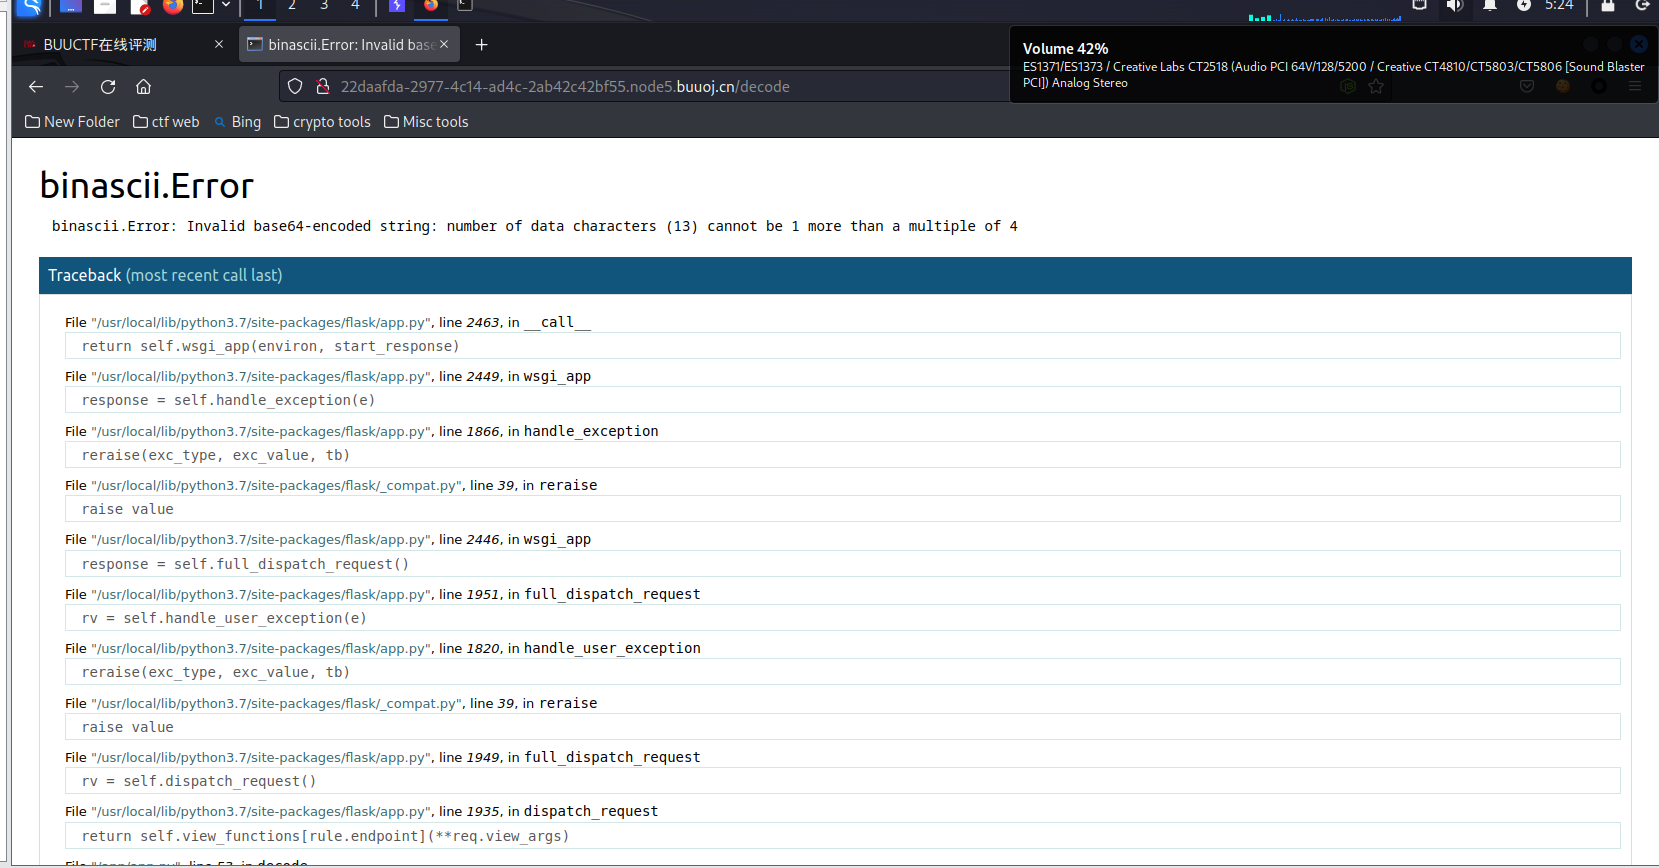 1 2 3 4 5:24
BUUCTF在线评测 × binascii.Error: Invalid base × +
Volume 42%
ES1371/ES1373 / Creative Labs CT2518 (Audio PCI 64V/128/5200 / Creative CT4810/CT5803/CT5806 [Sound Blaster
PCI]) Analog Stereo
22daafda-2977-4c14-ad4c-2ab42c42bf55.node5.buuoj.cn/decode
New Folder ctf web Bing crypto tools Misc tools
binascii.Error
binascii.Error: Invalid base64-encoded string: number of data characters (13) cannot be 1 more than a multiple of 4
Traceback (most recent call last)
File "/usr/local/lib/python3.7/site-packages/flask/app.py", line 2463, in __call__
return self.wsgi_app(environ, start_response)
File "/usr/local/lib/python3.7/site-packages/flask/app.py", line 2449, in wsgi_app
response = self.handle_exception(e)
File "/usr/local/lib/python3.7/site-packages/flask/app.py", line 1866, in handle_exception
reraise(exc_type, exc_value, tb)
File "/usr/local/lib/python3.7/site-packages/flask/_compat.py", line 39, in reraise
raise value
File "/usr/local/lib/python3.7/site-packages/flask/app.py", line 2446, in wsgi_app
response = self.full_dispatch_request()
File "/usr/local/lib/python3.7/site-packages/flask/app.py", line 1951, in full_dispatch_request
rv = self.handle_user_exception(e)
File "/usr/local/lib/python3.7/site-packages/flask/app.py", line 1820, in handle_user_exception
reraise(exc_type, exc_value, tb)
File "/usr/local/lib/python3.7/site-packages/flask/_compat.py", line 39, in reraise
raise value
File "/usr/local/lib/python3.7/site-packages/flask/app.py", line 1949, in full_dispatch_request
rv = self.dispatch_request()
File "/usr/local/lib/python3.7/site-packages/flask/app.py", line 1935, in dispatch_request
return self.view_functions[rule.endpoint](**req.view_args)
File "/app/app.py", line 53, in decode